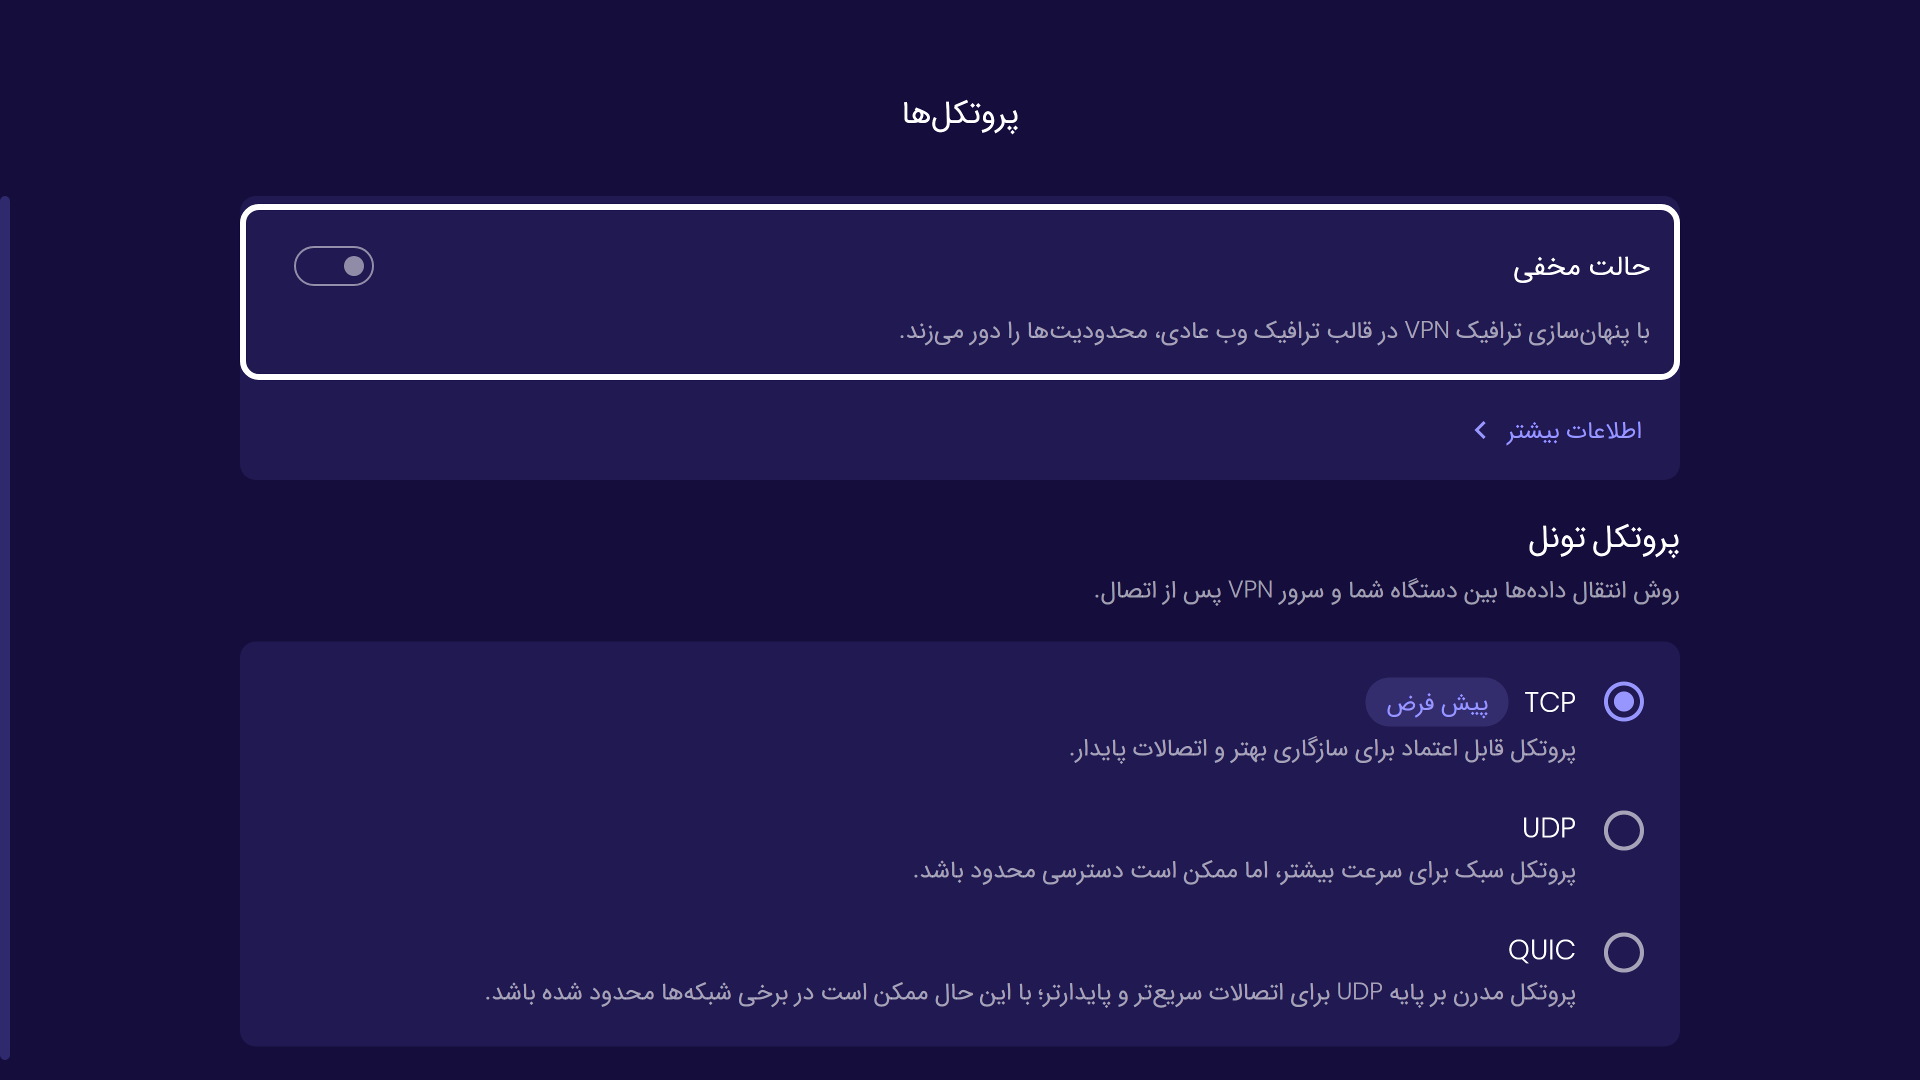 پروتکل‌ها
حالت مخفی
با پنهان‌سازی ترافیک VPN در قالب ترافیک وب عادی، محدودیت‌ها را دور می‌زند.
اطلاعات بیشتر
پروتکل تونل
روش انتقال داده‌ها بین دستگاه شما و سرور VPN پس از اتصال.
TCP پیش فرض
پروتکل قابل اعتماد برای سازگاری بهتر و اتصالات پایدار.
UDP
پروتکل سبک برای سرعت بیشتر، اما ممکن است دسترسی محدود باشد.
QUIC
پروتکل مدرن بر پایه UDP برای اتصالات سریع‌تر و پایدارتر؛ با این حال ممکن است در برخی شبکه‌ها محدود شده باشد.